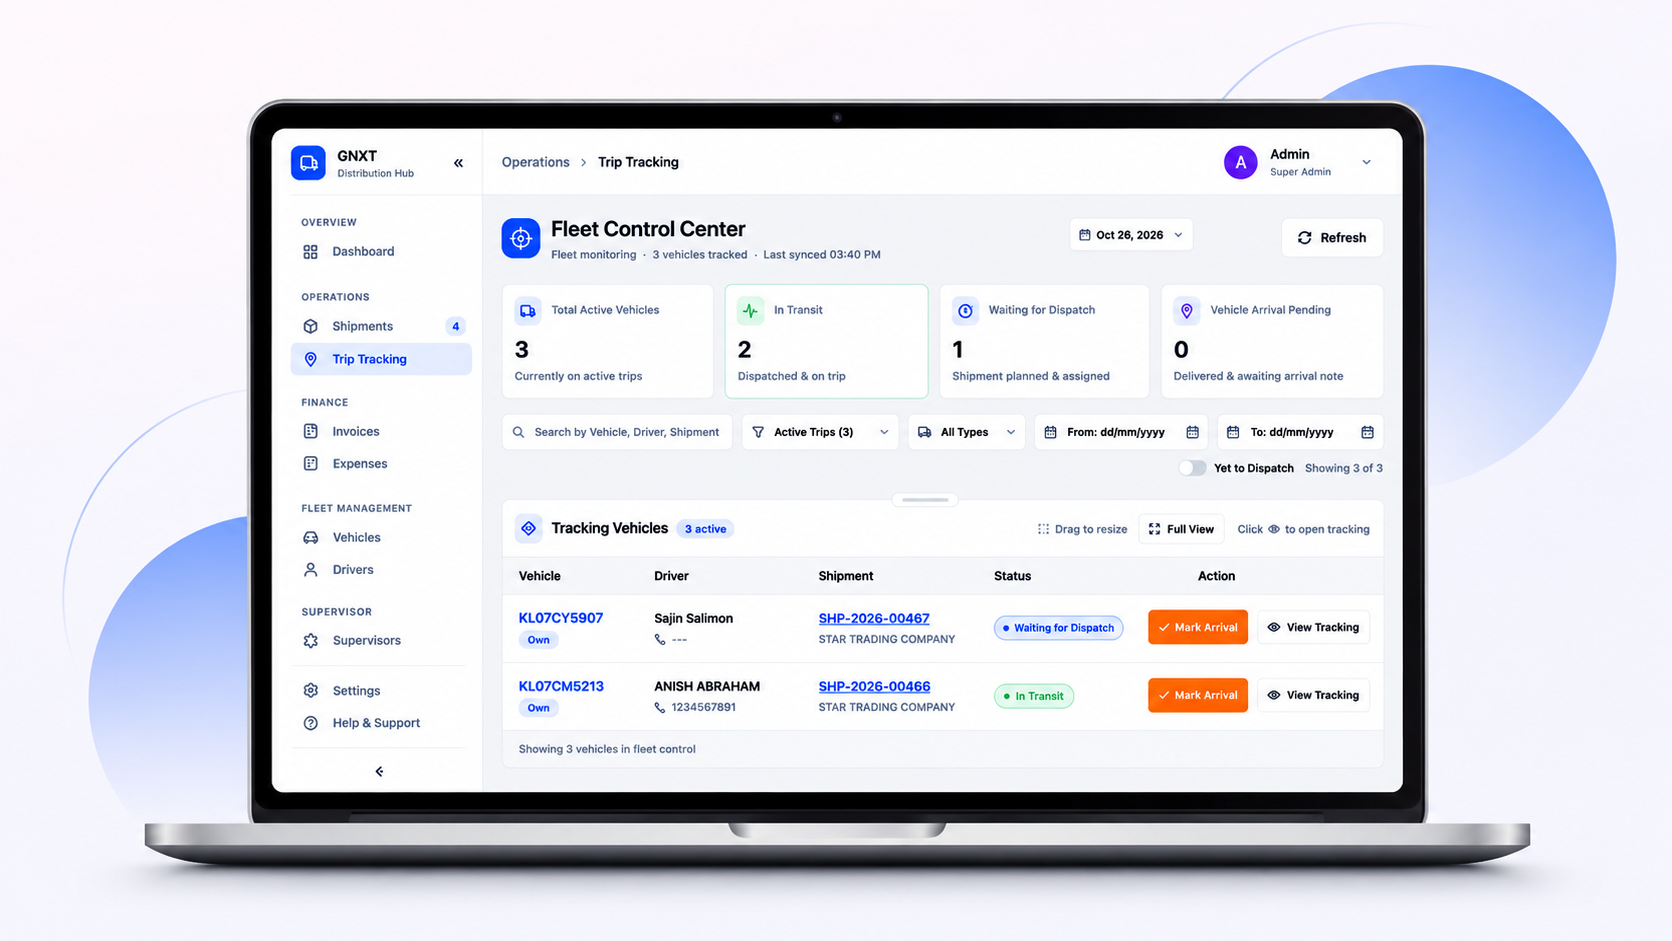 GNXT
Distribution Hub
OVERVIEW
Dashboard
OPERATIONS
Shipments 4
Trip Tracking
FINANCE
Invoices
Expenses
FLEET MANAGEMENT
Vehicles
Drivers
SUPERVISOR
Supervisors
Settings
Help & Support
Operations > Trip Tracking
A
Admin
Super Admin
Fleet Control Center
Fleet monitoring · 3 vehicles tracked · Last synced 03:40 PM
Oct 26, 2026
Refresh
Total Active Vehicles
3
Currently on active trips
In Transit
2
Dispatched & on trip
Waiting for Dispatch
1
Shipment planned & assigned
Vehicle Arrival Pending
0
Delivered & awaiting arrival note
Search by Vehicle, Driver, Shipment
Active Trips (3)
All Types
From: dd/mm/yyyy
To: dd/mm/yyyy
Yet to Dispatch
Showing 3 of 3
Tracking Vehicles
3 active
Drag to resize
Full View
Click to open tracking
Vehicle Driver Shipment Status Action
KL07CY5907 Sajin Salimon SHP-2026-00467 Waiting for Dispatch Mark Arrival View Tracking
Own --- STAR TRADING COMPANY
KL07CM5213 ANISH ABRAHAM SHP-2026-00466 In Transit Mark Arrival View Tracking
Own 1234567891 STAR TRADING COMPANY
Showing 3 vehicles in fleet control